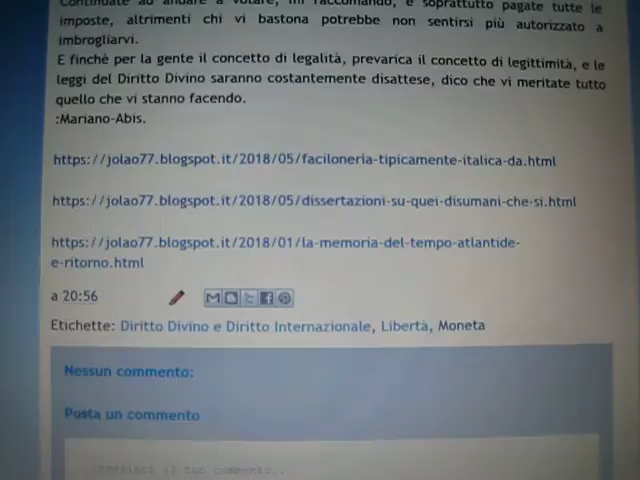 Continuate ad andare a votare, mi raccomando, e soprattutto pagate tutte le
imposte, altrimenti chi vi bastona potrebbe non sentirsi più autorizzato a
imbrogliarvi.
E finchè per la gente il concetto di legalità, prevarica il concetto di legittimità, e le
leggi del Diritto Divino saranno costantemente disattese, dico che vi meritate tutto
quello che vi stanno facendo.
:Mariano-Abis.
https://jolao77.blogspot.it/2018/05/faciloneria-tipicamente-italica-da.html
https://jolao77.blogspot.it/2018/05/dissertazioni-su-quei-disumani-che-si.html
https://jolao77.blogspot.it/2018/01/la-memoria-del-tempo-atlantide-
e-ritorno.html
a 20:56
Etichette: Diritto Divino e Diritto Internazionale, Libertà, Moneta
Nessun commento:
Posta un commento
Inserisci il tuo commento...